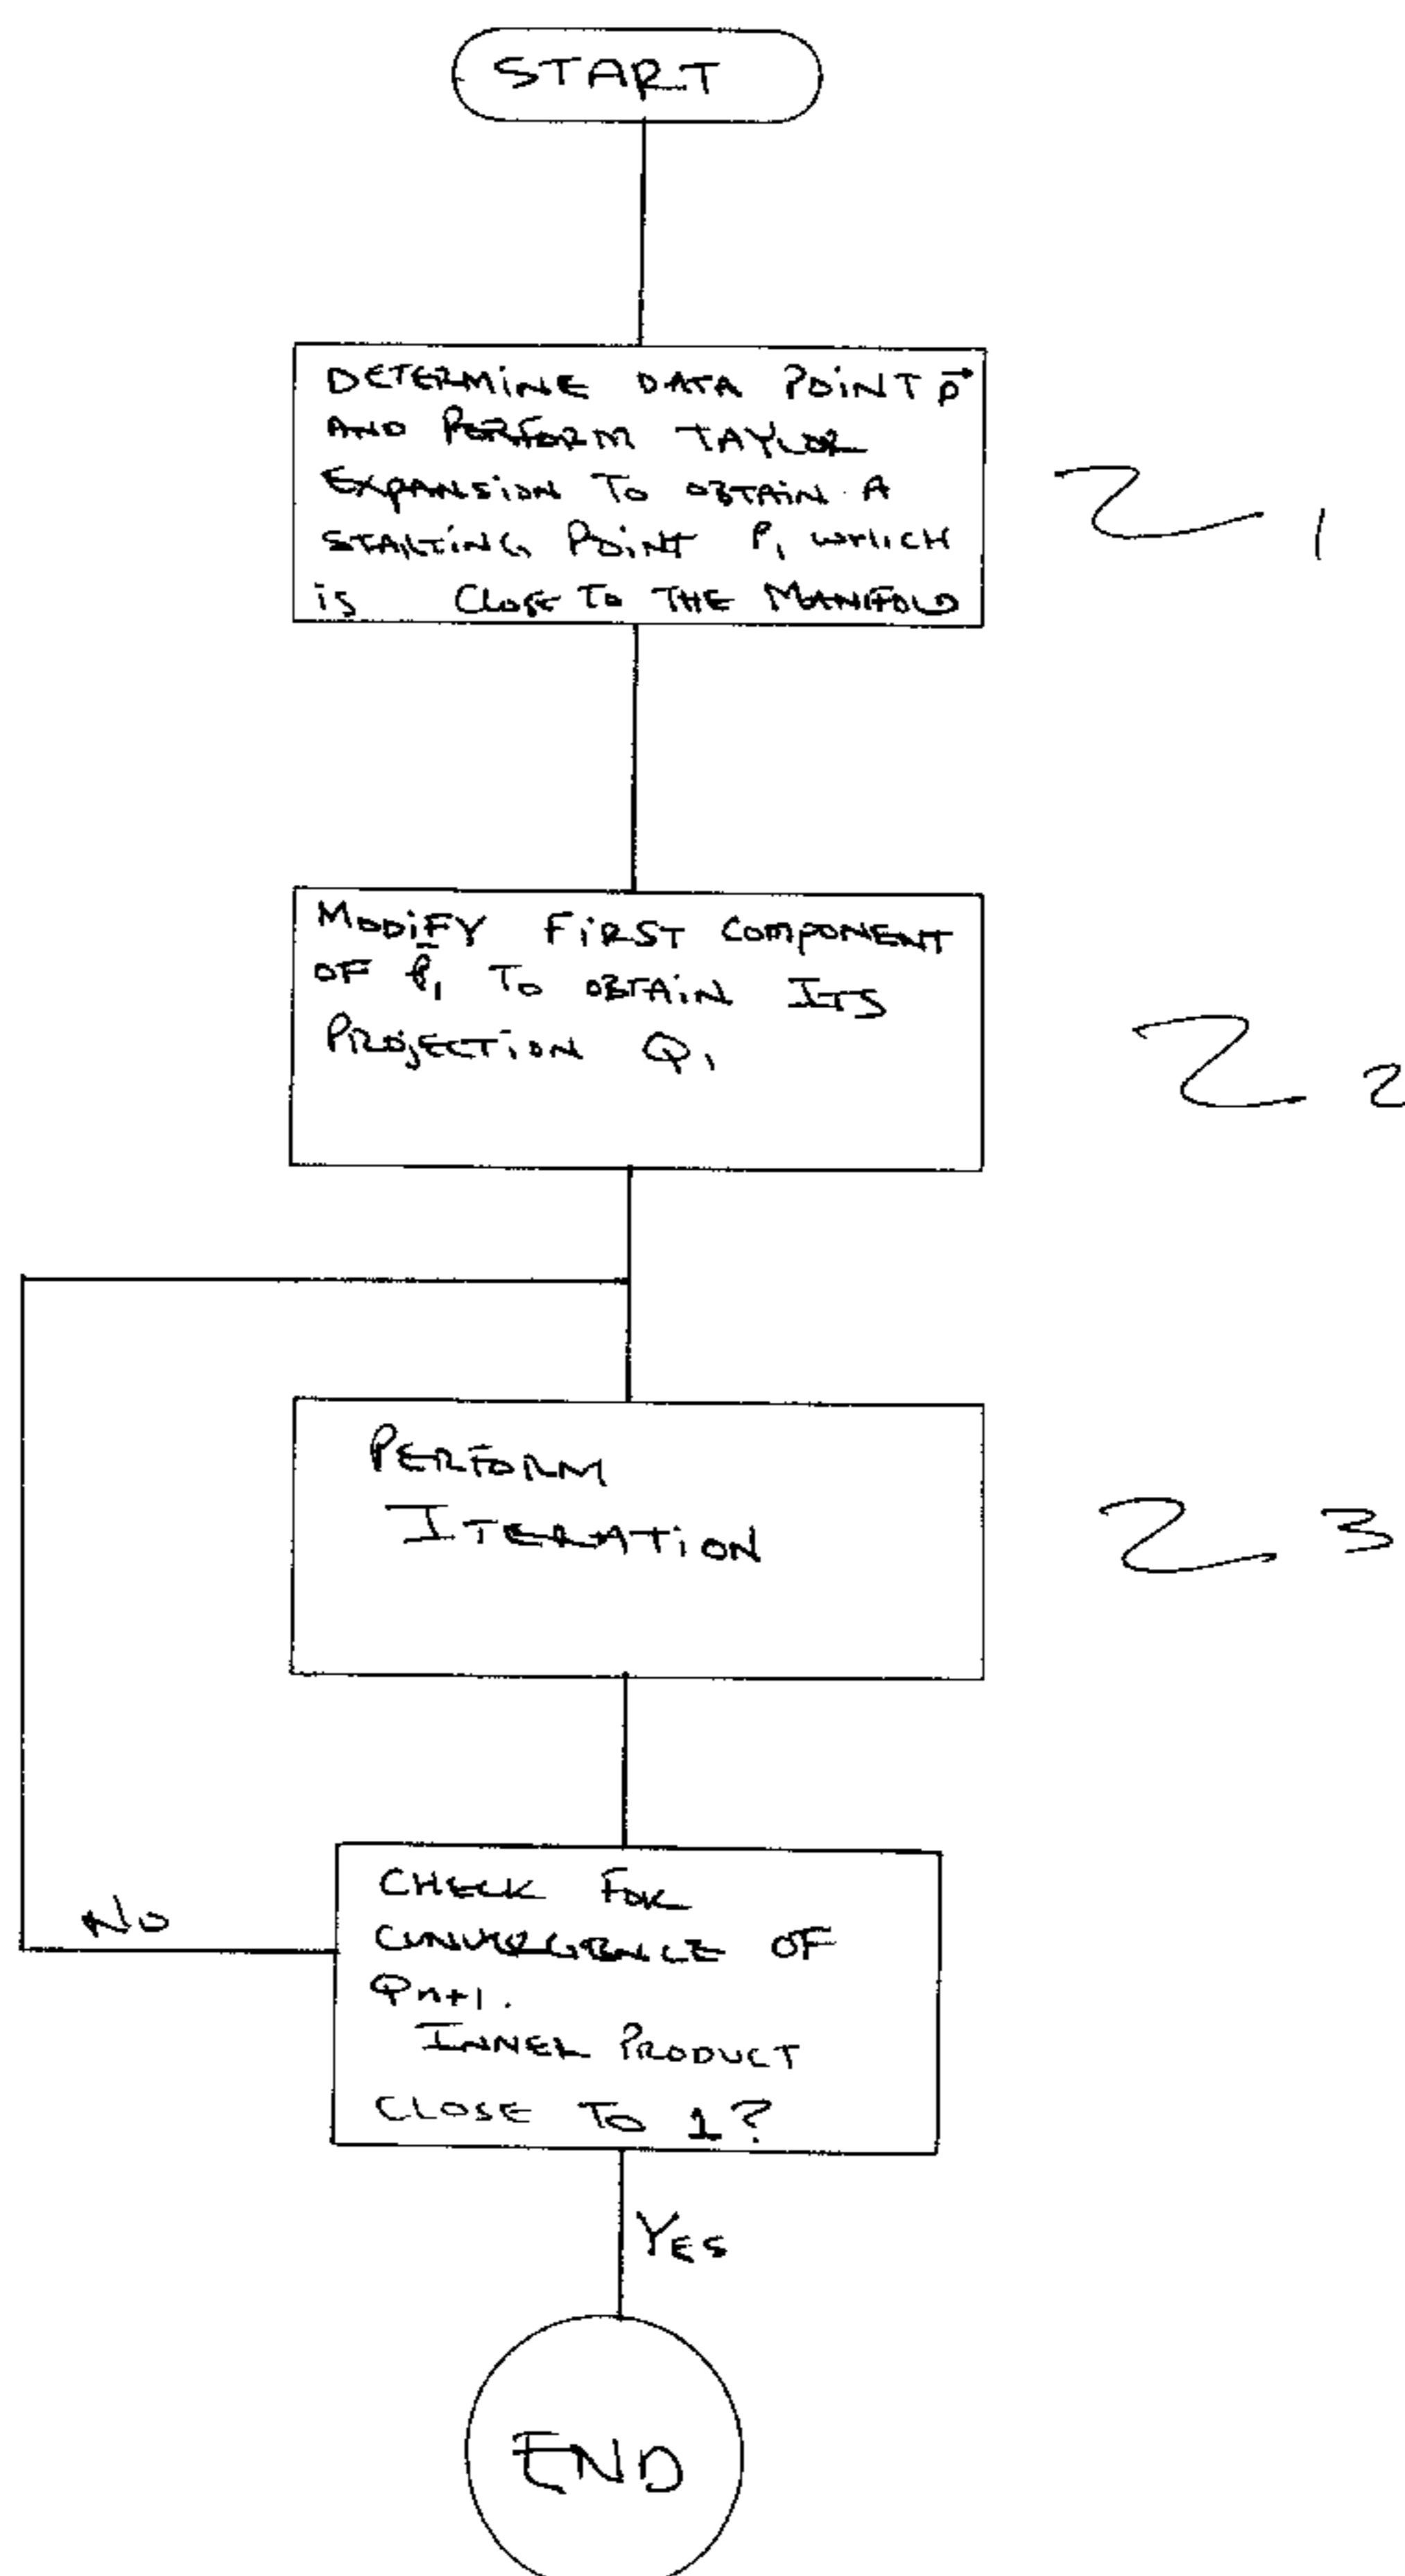 START
DETERMINE DATA POINT p⃗
AND PERFORM TAYLOR
EXPANSION TO OBTAIN A
STARTING POINT P1 WHICH
is CLOSE TO THE MANIFOLD
1
MODIFY FIRST COMPONENT
OF P̄1 TO OBTAIN ITS
PROJECTION Q1
2
PERFORM
ITERATION
3
CHECK FOR
CONVERGENCE OF
Qn+1.
INNER PRODUCT
CLOSE TO 1?
NO
YES
END